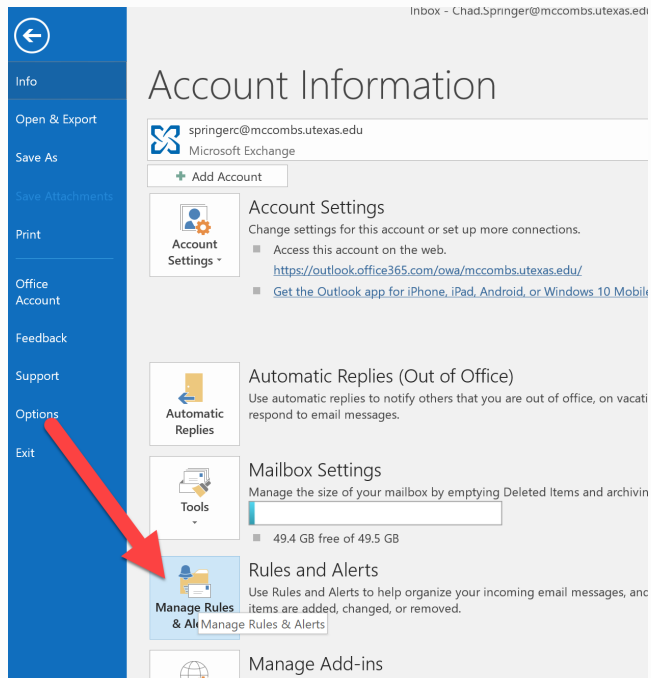 Inbox - Chad.Springer@mccombs.utexas.edu
Info
Open & Export
Save As
Save Attachments
Print
Office
Account
Feedback
Support
Options
Exit
Account Information
springerc@mccombs.utexas.edu
Microsoft Exchange
Add Account
Account
Settings
Account Settings
Change settings for this account or set up more connections.
Access this account on the web.
https://outlook.office365.com/owa/mccombs.utexas.edu/
Get the Outlook app for iPhone, iPad, Android, or Windows 10 Mobile
Automatic
Replies
Automatic Replies (Out of Office)
Use automatic replies to notify others that you are out of office, on vacati
respond to email messages.
Tools
Mailbox Settings
Manage the size of your mailbox by emptying Deleted Items and archivin
49.4 GB free of 49.5 GB
Manage Rules
& Al
Manage Rules & Alerts
Rules and Alerts
Use Rules and Alerts to help organize your incoming email messages, and
items are added, changed, or removed.
Manage Add-ins